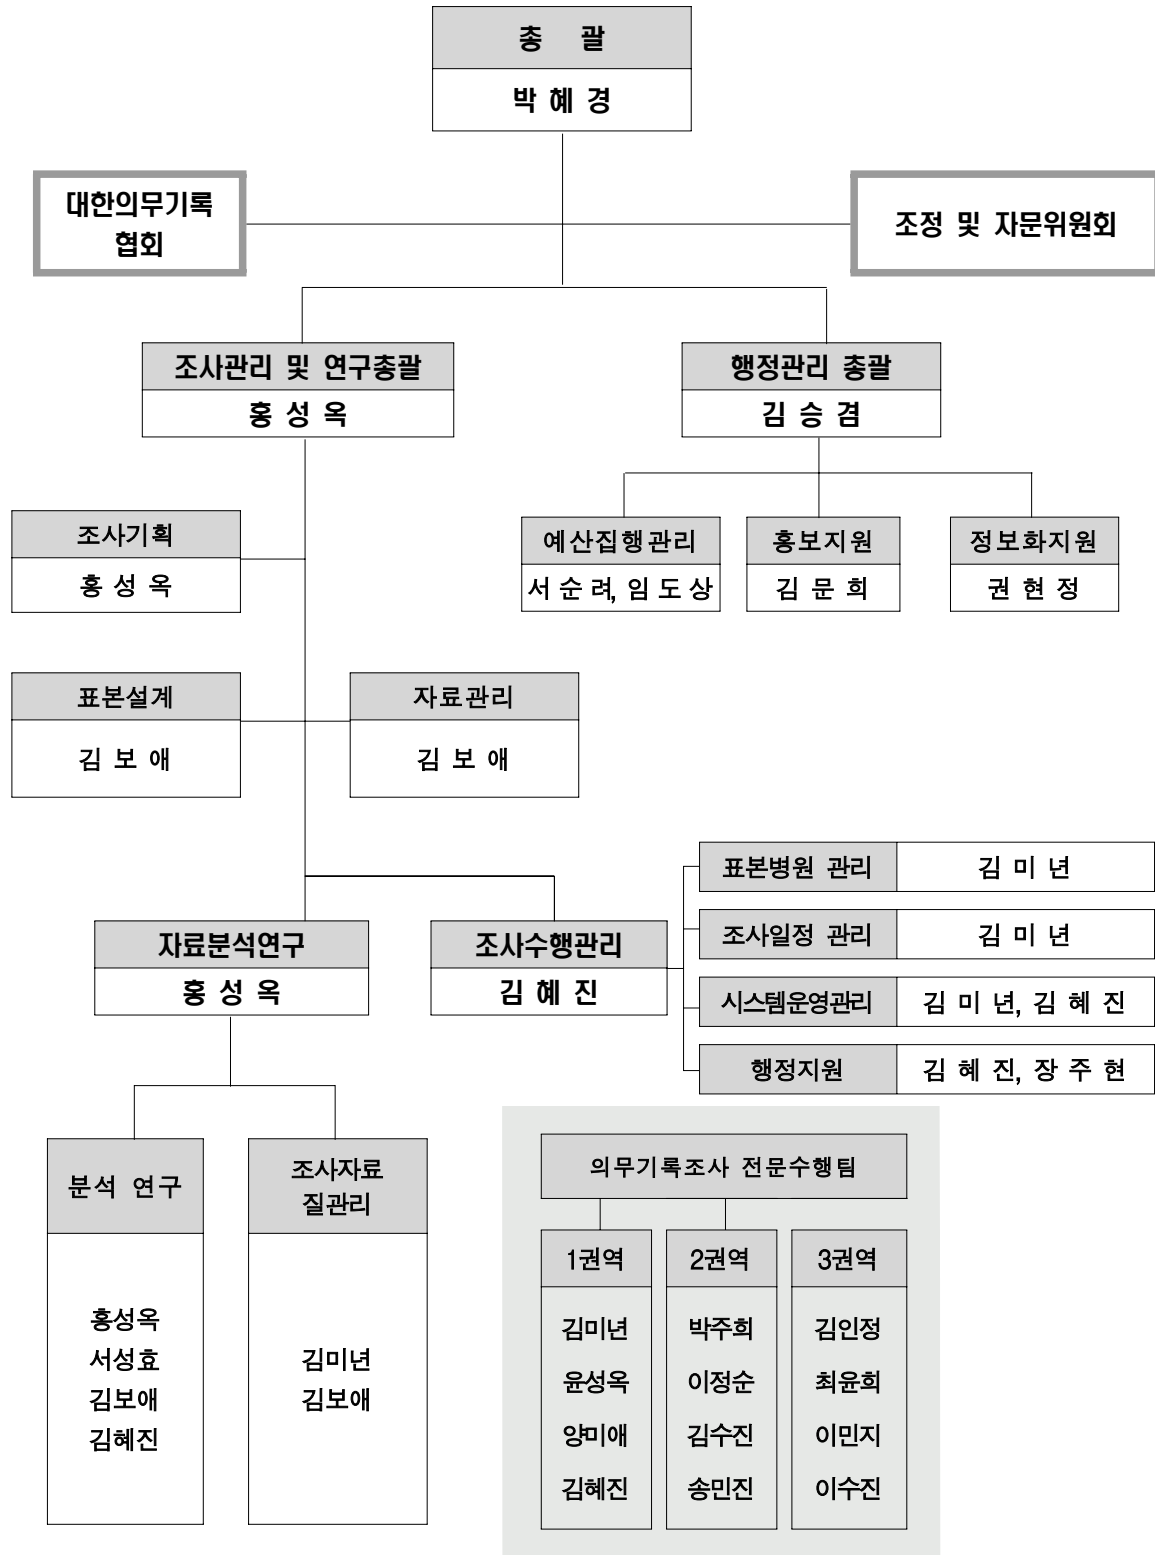 총 괄
박 혜 경
대한의무기록
협회
조정 및 자문위원회
조사관리 및 연구총괄
홍 성 옥
행정관리 총괄
김 승 겸
조사기획
홍 성 옥
예산집행관리
서 순 려, 임 도 상
홍보지원
김 문 희
정보화지원
권 현 정
표본설계
김 보 애
자료관리
김 보 애
표본병원 관리
김 미 년
조사일정 관리
김 미 년
시스템운영관리
김 미 년, 김 혜 진
행정지원
김 혜 진, 장 주 현
자료분석연구
홍 성 옥
조사수행관리
김 혜 진
분석 연구
홍성옥
서성효
김보애
김혜진
조사자료
질관리
김미년
김보애
의무기록조사 전문수행팀
1권역
김미년
윤성옥
양미애
김혜진
2권역
박주희
이정순
김수진
송민진
3권역
김인정
최윤희
이민지
이수진